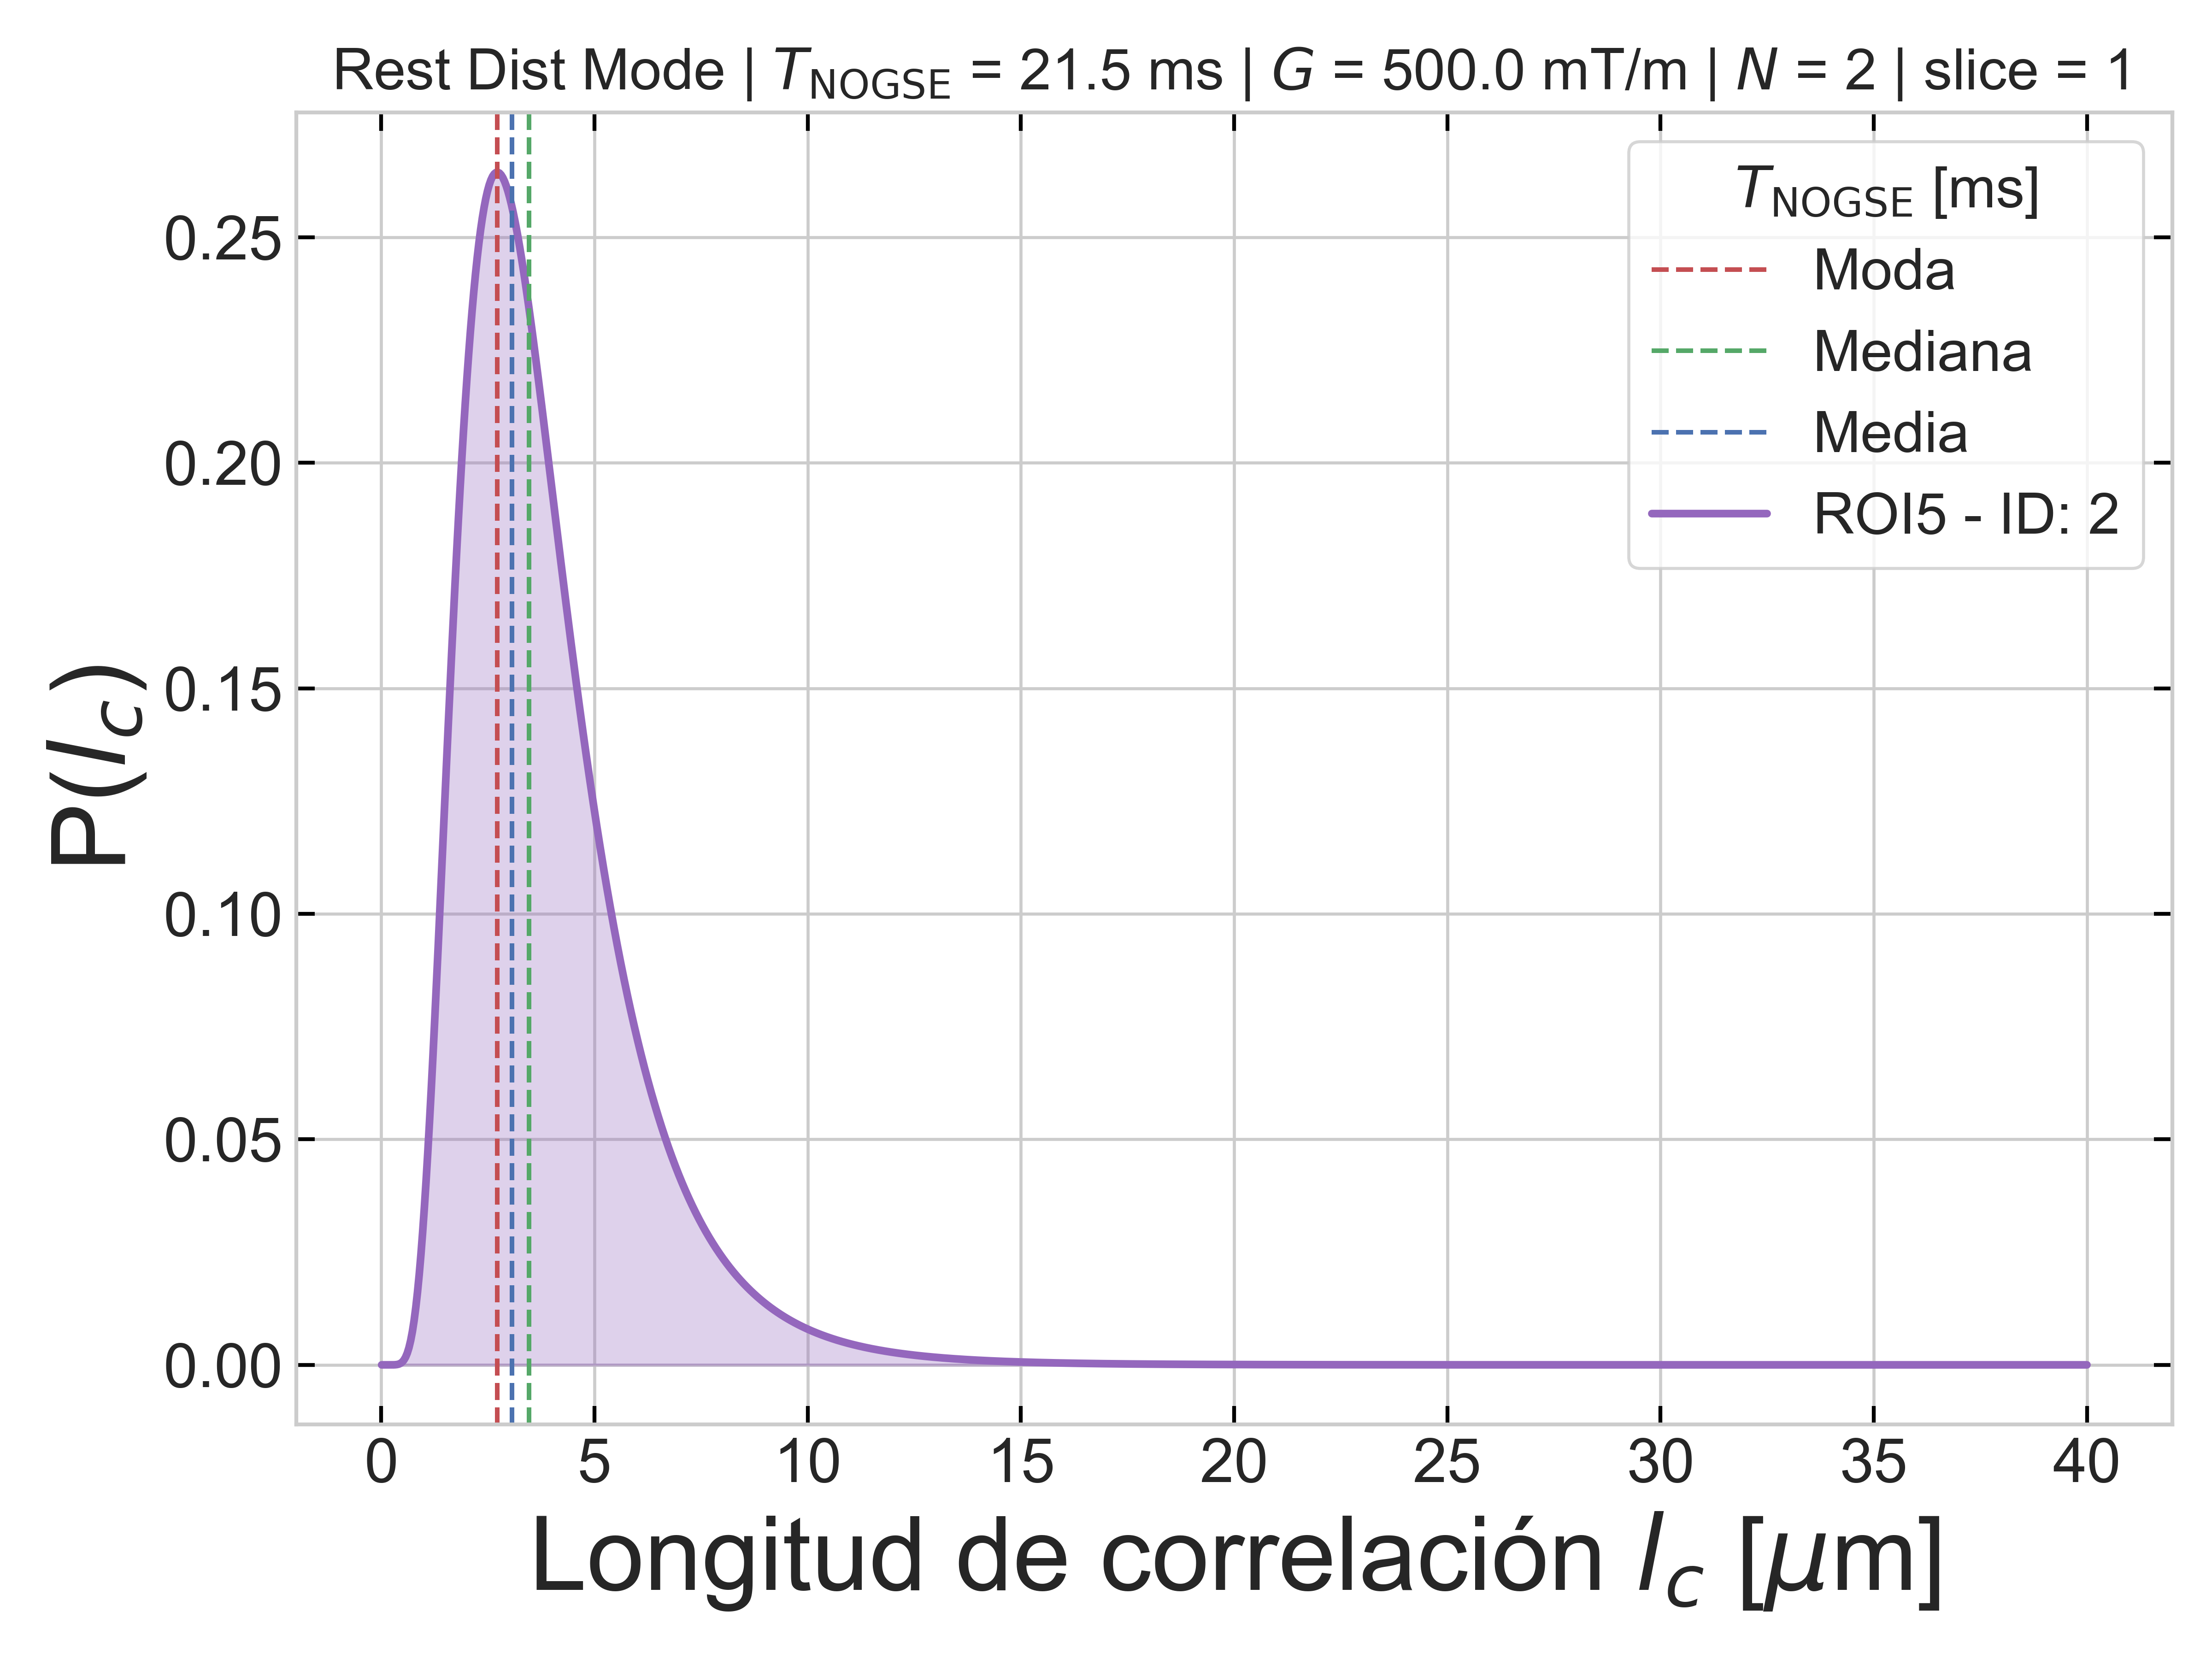 Rest Dist Mode | T_NOGSE = 21.5 ms | G = 500.0 mT/m | N = 2 | slice = 1
T_NOGSE [ms]
Moda
Mediana
Media
ROI5 - ID: 2
P(l_c)
0.25
0.20
0.15
0.10
0.05
0.00
0 5 10 15 20 25 30 35 40
Longitud de correlación l_c [μm]